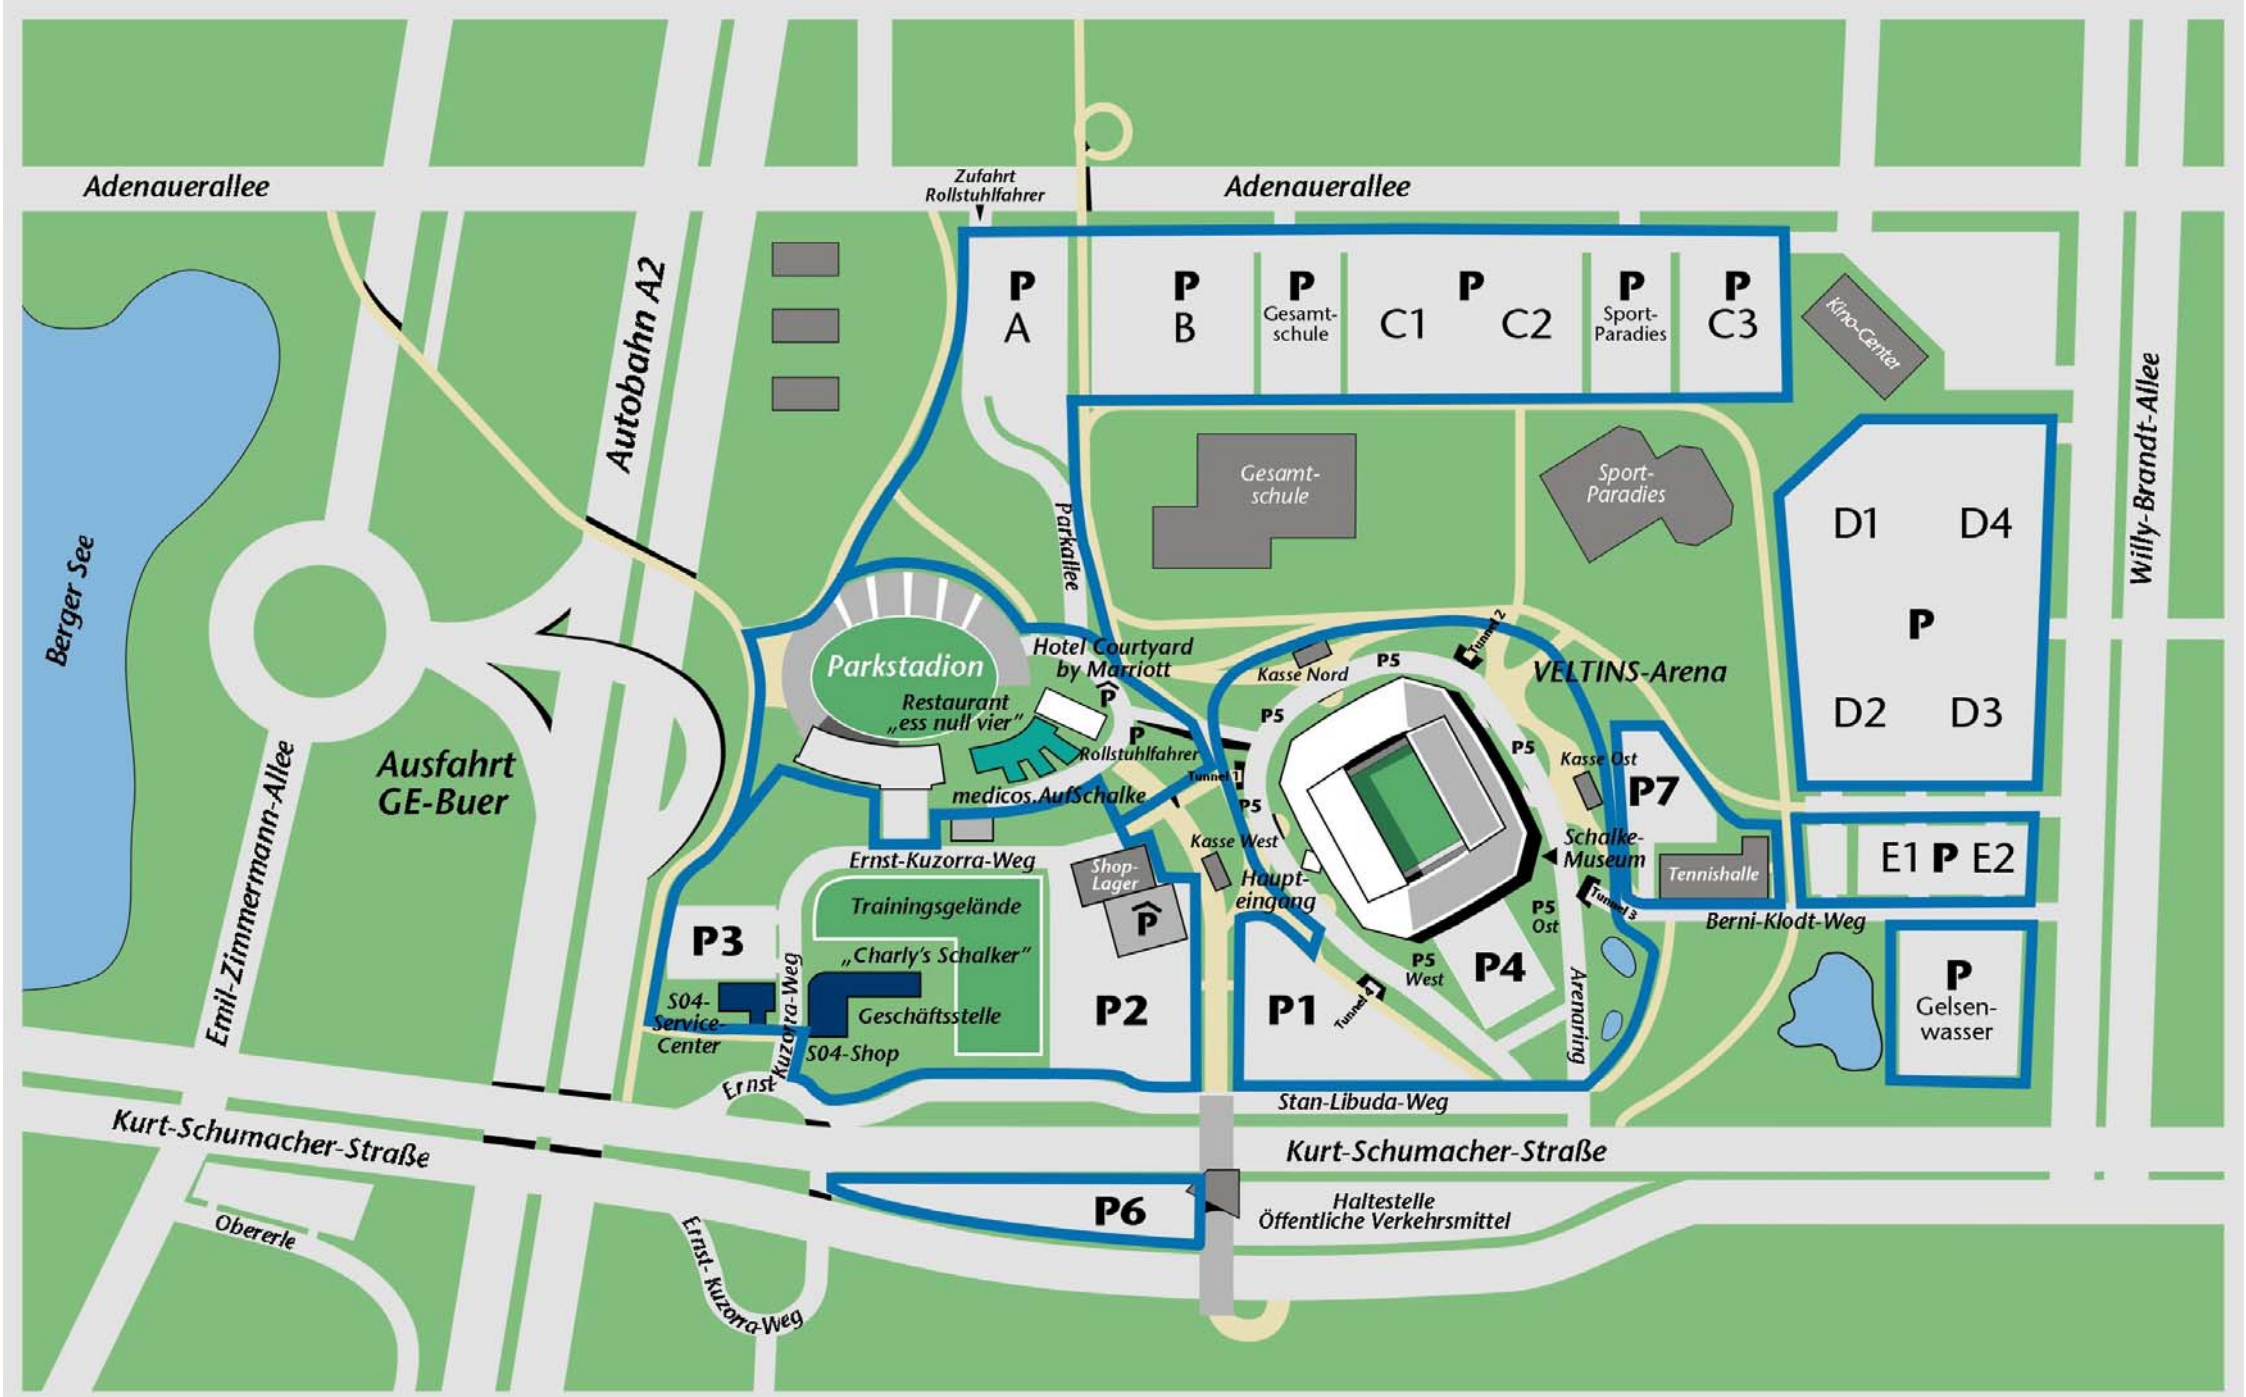 Zufahrt
Rollstuhlfahrer
Adenauerallee
Adenauerallee
Autobahn A2
P
A
P
B
P
Gesamt-
schule
P
C1 C2
P
Sport-
Paradies
P
C3
Kino-Center
Willy-Brandt-Allee
Gesamt-
schule
Sport-
Paradies
Parkallee
D1 D4
P
D2 D3
Berger See
Parkstadion
Hotel Courtyard
by Marriott
P
Restaurant
„ess null vier”
P
Rollstuhlfahrer
medicos.AufSchalke
Tunnel 1
Kasse Nord
P5
Tunnel 2
VELTINS-Arena
P5
P5
P5
Kasse Ost
P7
Ausfahrt
GE-Buer
Emil-Zimmermann-Allee
Kasse West
Haupt-
eingang
Schalke-
Museum
Tennishalle
E1 P E2
Tunnel 3
Berni-Klodt-Weg
Ernst-Kuzorra-Weg
Shop-
Lager
P
Trainingsgelände
„Charly’s Schalker”
P3
Ernst-Kuzorra-Weg
S04-
Service-
Center
Geschäftsstelle
S04-Shop
P2
P1
Tunnel 4
P5
West
P4
P5
Ost
Arenaring
P
Gelsen-
wasser
Stan-Libuda-Weg
Kurt-Schumacher-Straße
Kurt-Schumacher-Straße
P6
Haltestelle
Öffentliche Verkehrsmittel
Obererle
Ernst-Kuzorra-Weg